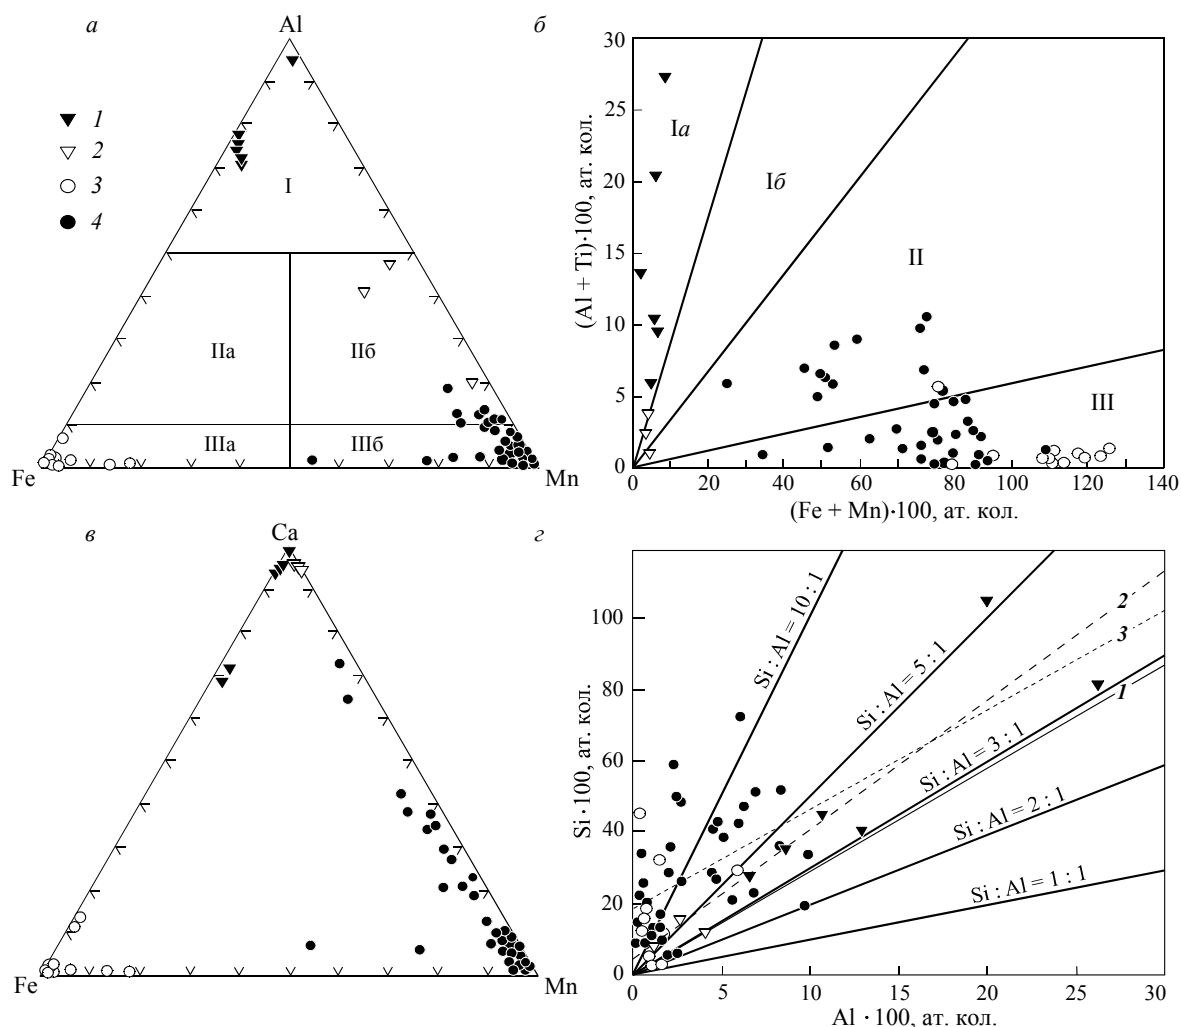 а
Al
1
2
3
4
I
IIа
IIб
IIIа
IIIб
Fe
Mn
б
30
25
20
15
10
5
0
(Al + Ti)·100, ат. кол.
Iа
Iб
II
III
0
20
40
60
80
100
120
140
(Fe + Mn)·100, ат. кол.
в
Ca
Fe
Mn
г
100
80
60
40
20
0
Si·100, ат. кол.
Si : Al = 10 : 1
Si : Al = 5 : 1
Si : Al = 3 : 1
Si : Al = 2 : 1
Si : Al = 1 : 1
2
3
1
0
5
10
15
20
25
30
Al · 100, ат. кол.